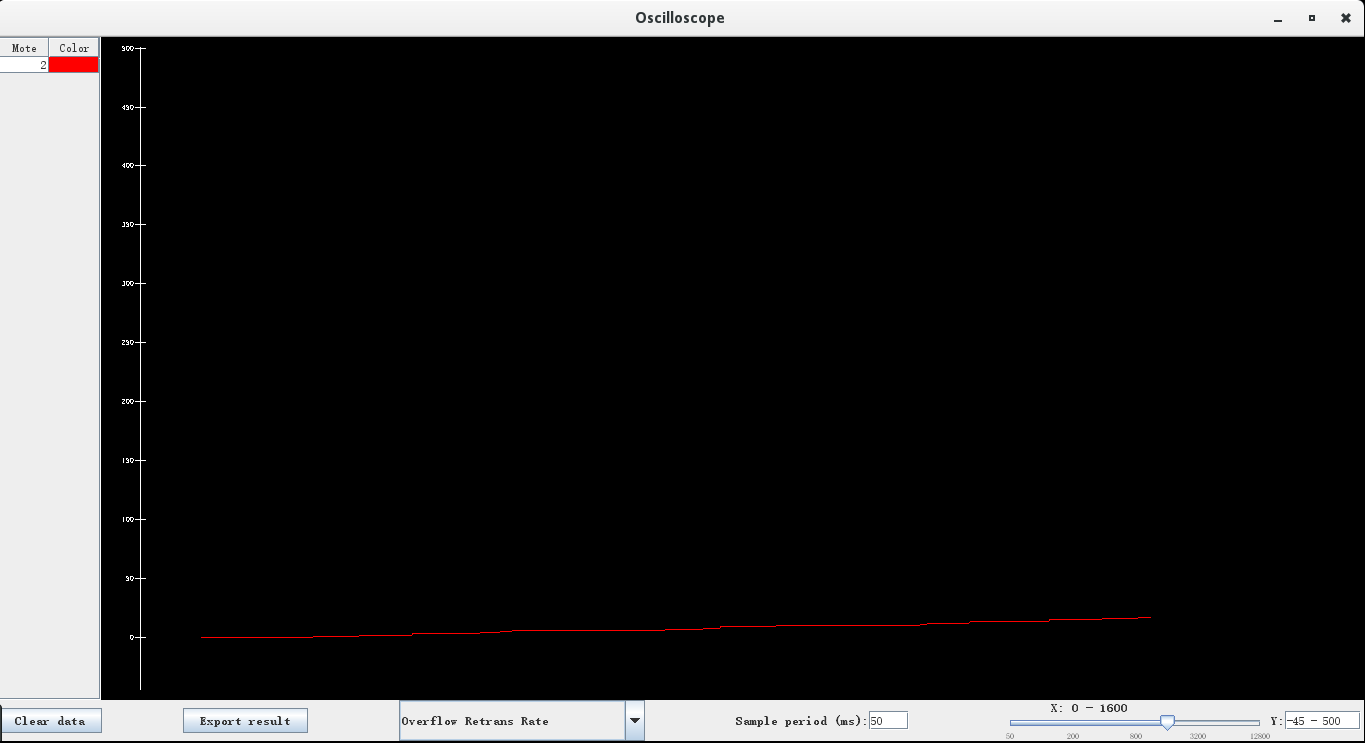 Oscilloscope
Mote Color
2
500
450
400
350
300
250
200
150
100
50
0
Clear data
Export result
Overflow Retrans Rate
Sample period (ms): 50
X: 0 - 1600
50 200 800 3200 12800
Y: -45 - 500